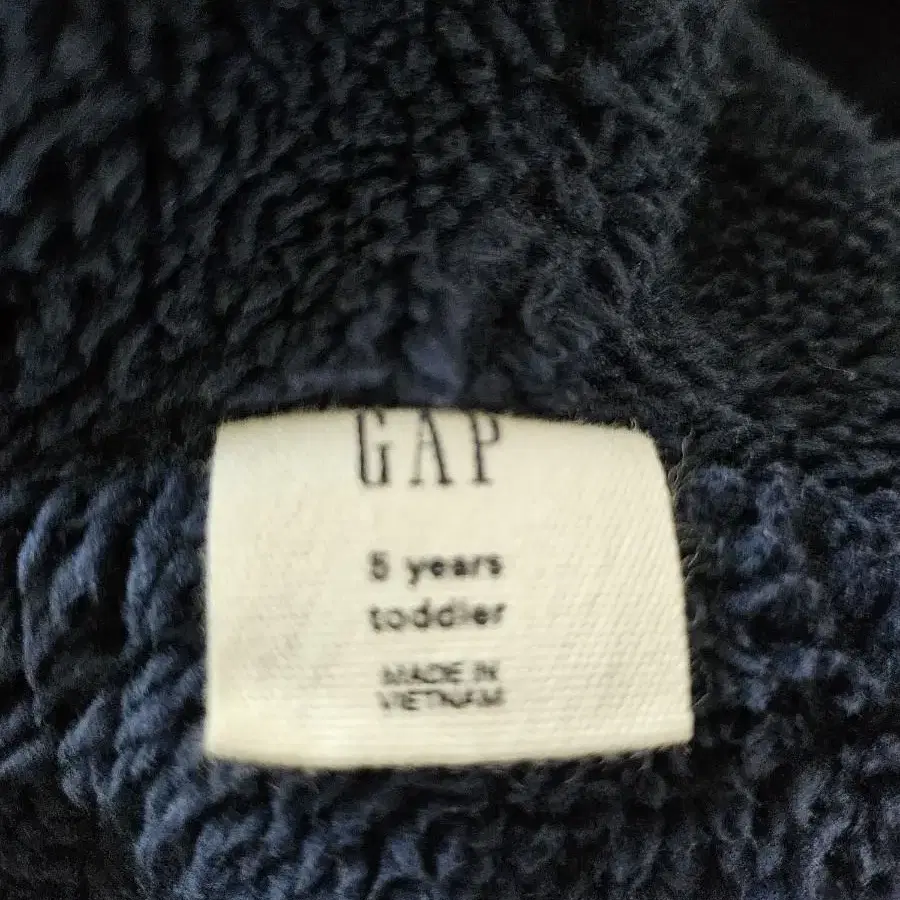 GAP
5 years
toddler
MADE IN
VIETNAM